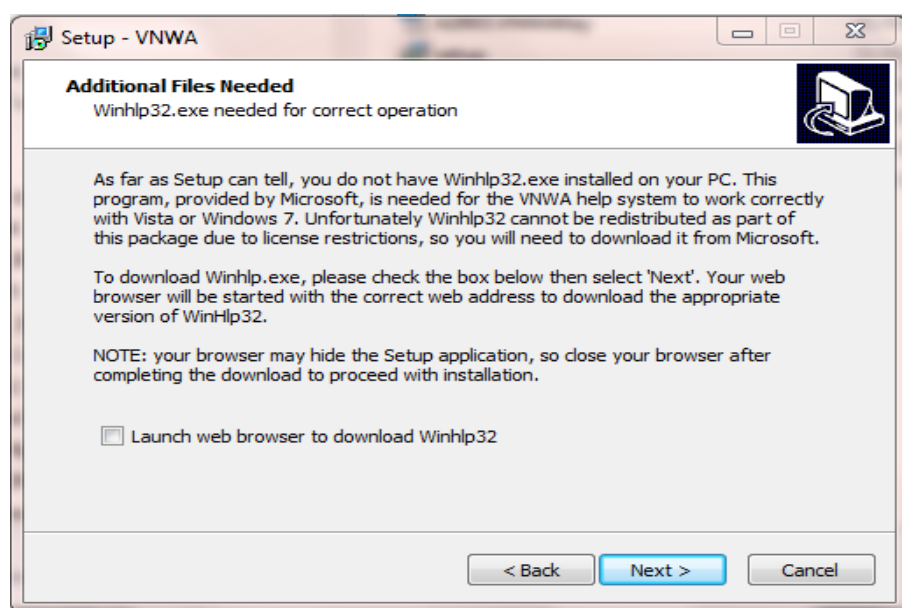 Setup - VNWA
Additional Files Needed
Winhlp32.exe needed for correct operation
As far as Setup can tell, you do not have Winhlp32.exe installed on your PC. This
program, provided by Microsoft, is needed for the VNWA help system to work correctly
with Vista or Windows 7. Unfortunately Winhlp32 cannot be redistributed as part of
this package due to license restrictions, so you will need to download it from Microsoft.
To download Winhlp.exe, please check the box below then select 'Next'. Your web
browser will be started with the correct web address to download the appropriate
version of WinHlp32.
NOTE: your browser may hide the Setup application, so close your browser after
completing the download to proceed with installation.
Launch web browser to download Winhlp32
< Back Next > Cancel